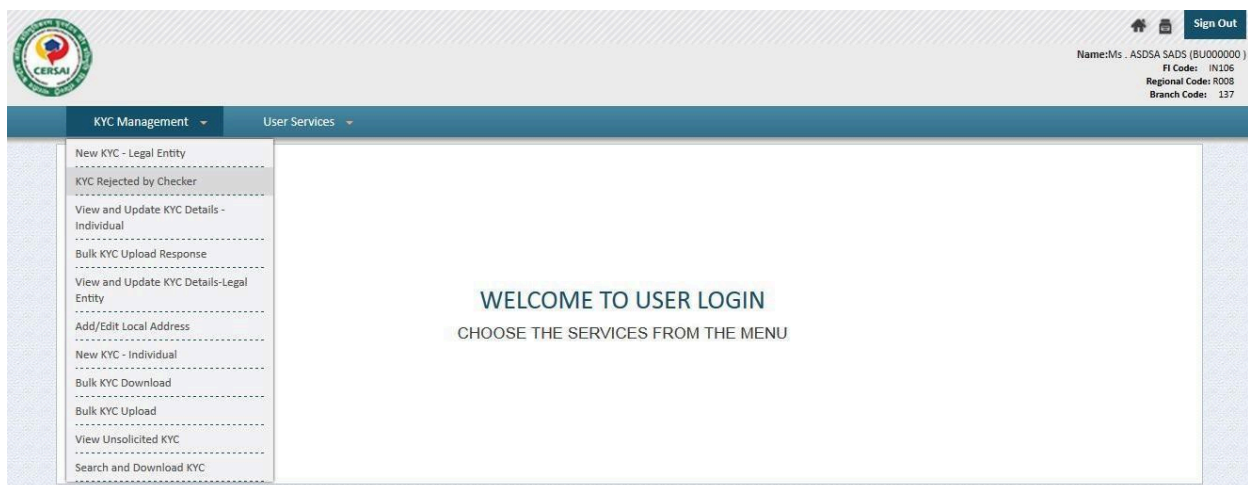 Sign Out
CERSAI
Name:Ms . ASDSA SADS (BU000000 )
FI Code: IN106
Regional Code: R008
Branch Code: 137
KYC Management User Services
New KYC - Legal Entity
KYC Rejected by Checker
View and Update KYC Details -
Individual
Bulk KYC Upload Response
View and Update KYC Details-Legal
Entity
Add/Edit Local Address
New KYC - Individual
Bulk KYC Download
Bulk KYC Upload
View Unsolicited KYC
Search and Download KYC
WELCOME TO USER LOGIN
CHOOSE THE SERVICES FROM THE MENU